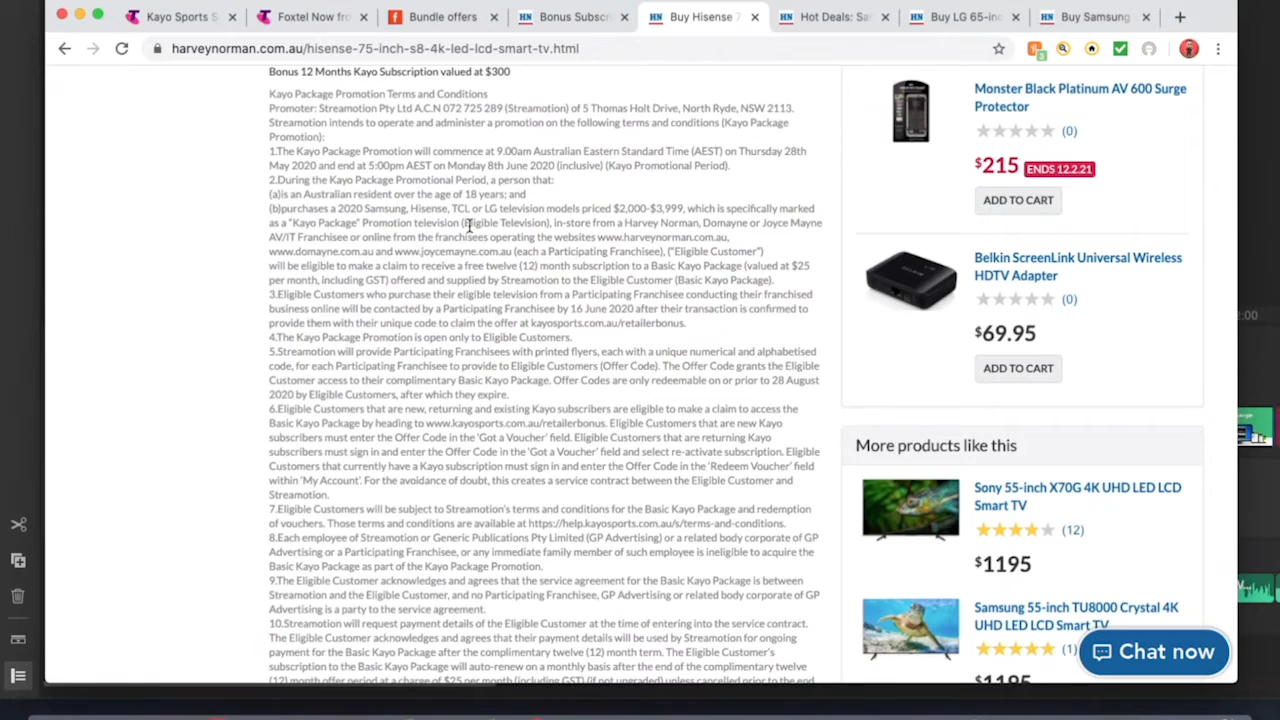 Kayo Sports S
Foxtel Now fro
Bundle offers
Bonus Subscr
Buy Hisense 7
Hot Deals: Sa
Buy LG 65-inc
Buy Samsung
harveynorman.com.au/hisense-75-inch-s8-4k-led-lcd-smart-tv.html
3
Bonus 12 Months Kayo Subscription valued at $300
Kayo Package Promotion Terms and Conditions
Promoter: Streamotion Pty Ltd A.C.N 072 725 289 (Streamotion) of 5 Thomas Holt Drive, North Ryde, NSW 2113.
Streamotion intends to operate and administer a promotion on the following terms and conditions (Kayo Package
Promotion):
1.The Kayo Package Promotion will commence at 9.00am Australian Eastern Standard Time (AEST) on Thursday 28th
May 2020 and end at 5:00pm AEST on Monday 8th June 2020 (inclusive) (Kayo Promotional Period).
2.During the Kayo Package Promotional Period, a person that:
(a)is an Australian resident over the age of 18 years; and
(b)purchases a 2020 Samsung, Hisense, TCL or LG television models priced $2,000-$3,999, which is specifically marked
as a "Kayo Package" Promotion television (Eligible Television), in-store from a Harvey Norman, Domayne or Joyce Mayne
AV/IT Franchisee or online from the franchisees operating the websites www.harveynorman.com.au,
www.domayne.com.au and www.joycemayne.com.au (each a Participating Franchisee), ("Eligible Customer")
will be eligible to make a claim to receive a free twelve (12) month subscription to a Basic Kayo Package (valued at $25
per month, including GST) offered and supplied by Streamotion to the Eligible Customer (Basic Kayo Package).
3.Eligible Customers who purchase their eligible television from a Participating Franchisee conducting their franchised
business online will be contacted by a Participating Franchisee by 16 June 2020 after their transaction is confirmed to
provide them with their unique code to claim the offer at kayosports.com.au/retailerbonus.
4.The Kayo Package Promotion is open only to Eligible Customers.
5.Streamotion will provide Participating Franchisees with printed flyers, each with a unique numerical and alphabetised
code, for each Participating Franchisee to provide to Eligible Customers (Offer Code). The Offer Code grants the Eligible
Customer access to their complimentary Basic Kayo Package. Offer Codes are only redeemable on or prior to 28 August
2020 by Eligible Customers, after which they expire.
6.Eligible Customers that are new, returning and existing Kayo subscribers are eligible to make a claim to access the
Basic Kayo Package by heading to www.kayosports.com.au/retailerbonus. Eligible Customers that are new Kayo
subscribers must enter the Offer Code in the 'Got a Voucher' field. Eligible Customers that are returning Kayo
subscribers must sign in and enter the Offer Code in the 'Got a Voucher' field and select re-activate subscription. Eligible
Customers that currently have a Kayo subscription must sign in and enter the Offer Code in the 'Redeem Voucher' field
within 'My Account'. For the avoidance of doubt, this creates a service contract between the Eligible Customer and
Streamotion.
7.Eligible Customers will be subject to Streamotion's terms and conditions for the Basic Kayo Package and redemption
of vouchers. Those terms and conditions are available at https://help.kayosports.com.au/s/terms-and-conditions.
8.Each employee of Streamotion or Generic Publications Pty Limited (GP Advertising) or a related body corporate of GP
Advertising or a Participating Franchisee, or any immediate family member of such employee is ineligible to acquire the
Basic Kayo Package as part of the Kayo Package Promotion.
9.The Eligible Customer acknowledges and agrees that the service agreement for the Basic Kayo Package is between
Streamotion and the Eligible Customer, and no Participating Franchisee, GP Advertising or related body corporate of GP
Advertising is a party to the service agreement.
10.Streamotion will request payment details of the Eligible Customer at the time of entering into the service contract.
The Eligible Customer acknowledges and agrees that their payment details will be used by Streamotion for ongoing
payment for the Basic Kayo Package after the complimentary twelve (12) month term. The Eligible Customer's
subscription to the Basic Kayo Package will auto-renew on a monthly basis after the end of the complimentary twelve
(12) month offer period at a charge of $25 per month (including GST) (if not upgraded) unless cancelled prior to the end
Monster Black Platinum AV 600 Surge
Protector
(0)
$215 ENDS 12.2.21
ADD TO CART
Belkin ScreenLink Universal Wireless
HDTV Adapter
(0)
$69.95
ADD TO CART
More products like this
Sony 55-inch X70G 4K UHD LED LCD
Smart TV
(12)
$1195
Samsung 55-inch TU8000 Crystal 4K
UHD LED LCD Smart TV
(1)
$1195
Chat now
:00